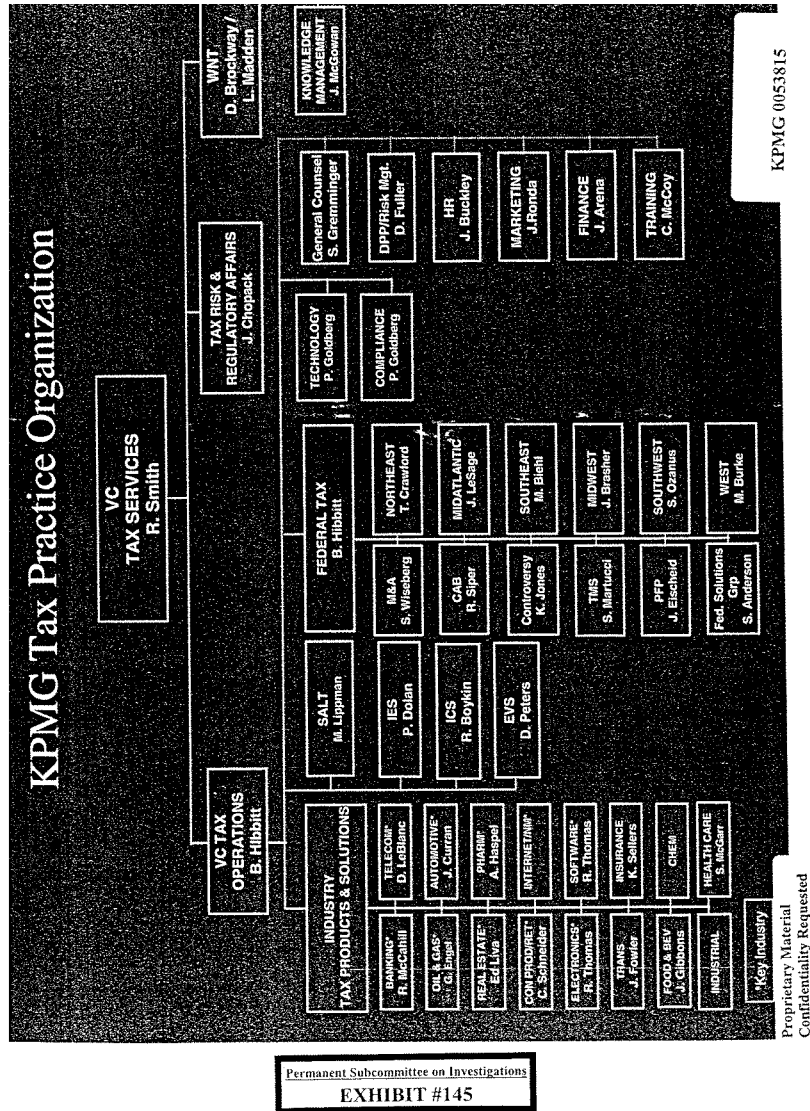 KPMG Tax Practice Organization
VC
TAX SERVICES
R. Smith
VC TAX
OPERATIONS
B. Hibbitt
TAX RISK &
REGULATORY AFFAIRS
J. Chopack
WNT
D. Brockway/
L. Madden
KNOWLEDGE
MANAGEMENT
J. McGowan
INDUSTRY
TAX PRODUCTS & SOLUTIONS
BANKING*
R. McCahill
TELECOM*
D. LeBlanc
OIL & GAS*
G. Engel
AUTOMOTIVE*
J. Curran
REAL ESTATE*
Ed Liva
PHARM*
A. Haspel
CON PROD/RET*
C. Schneider
INTERNET/NM*
ELECTRONICS*
R. Thomas
SOFTWARE*
R. Thomas
TRANS
J. Fowler
INSURANCE
K. Sellers
FOOD & BEV
J. Gibbons
CHEM
INDUSTRIAL
HEALTH CARE
S. McGarr
*Key Industry
SALT
M. Lippman
IES
P. Dolan
ICS
R. Boykin
EVS
D. Peters
FEDERAL TAX
B. Hibbitt
M&A
S. Wiseberg
NORTHEAST
T. Crawford
CAB
R. Siper
MIDATLANTIC
J. LeSage
Controversy
K. Jones
SOUTHEAST
M. Biehl
TMS
S. Martucci
MIDWEST
J. Brasher
PFP
J. Eischeid
SOUTHWEST
S. Ozanus
Fed. Solutions
Grp
S. Anderson
WEST
M. Burke
TECHNOLOGY
P. Goldberg
COMPLIANCE
P. Goldberg
General Counsel
S. Gremminger
DPP/Risk Mgt.
D. Fuller
HR
J. Buckley
MARKETING
J.Ronda
FINANCE
J. Arena
TRAINING
C. McCoy
Proprietary Material
Confidentiality Requested
KPMG 0053815
Permanent Subcommittee on Investigations
EXHIBIT #145